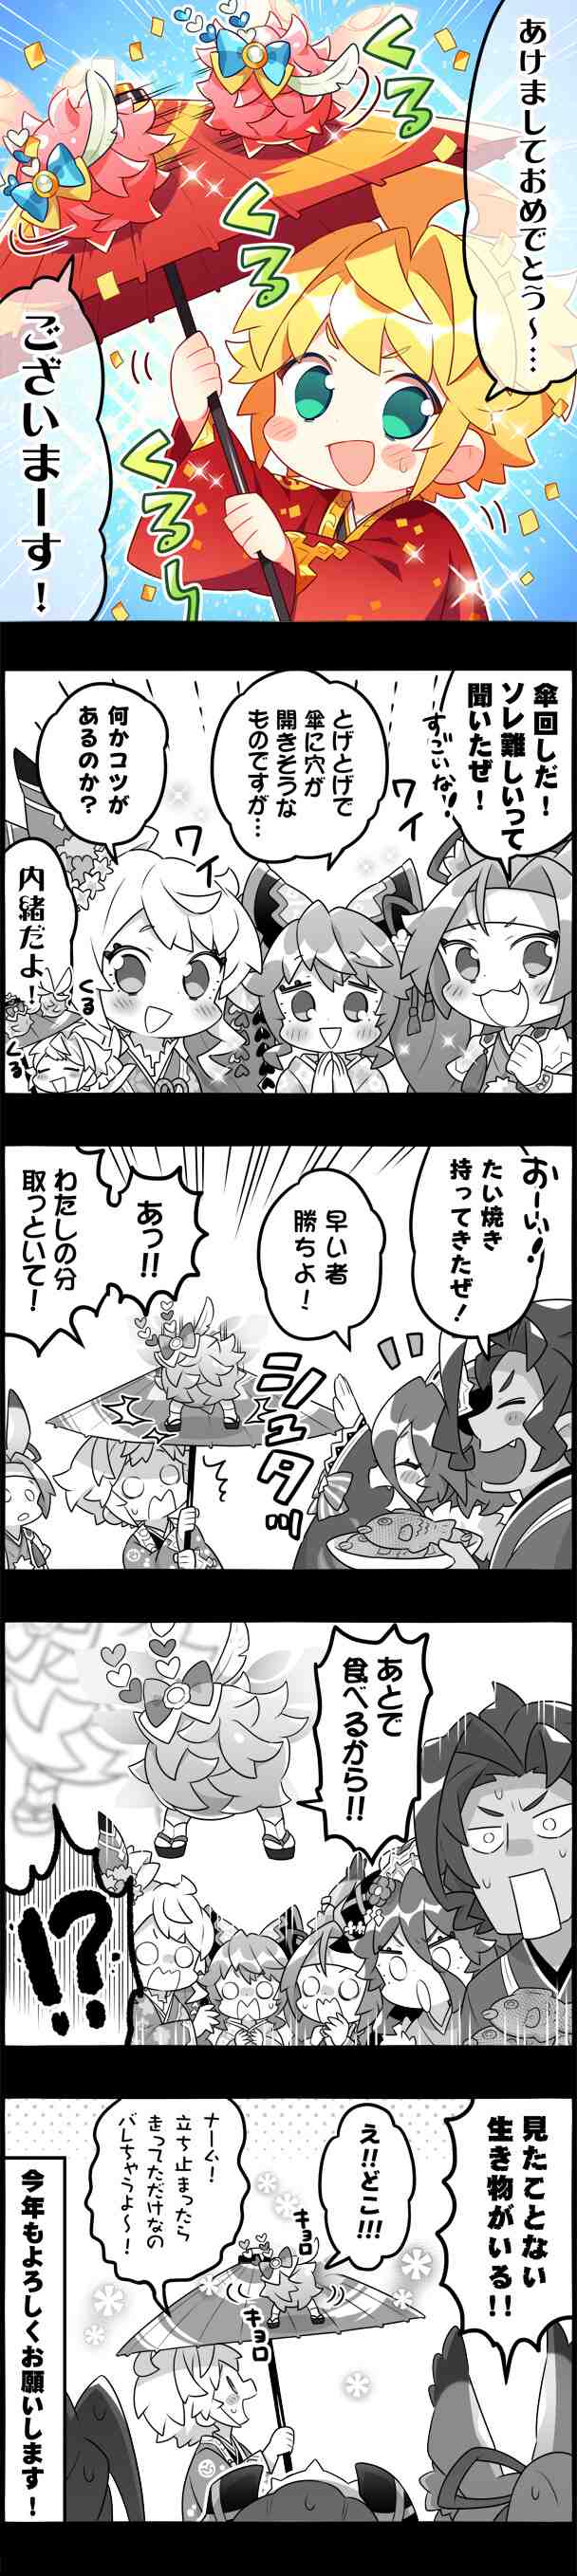 あけましておめでとう～…
くる
くる
くるり
ございまーす！
傘回しだ！
ソレ難しいって
聞いたぜ！
すごいな！
ワイ
とげとげで
傘に穴が
開きそうな
ものですが…
ワイ
何かコツが
あるのか？
内緒だよ！
くる
くる
おーい！
たい焼き
持ってきたぜ！
早い者
勝ちよ！
シュタッ
あっ!!
わたしの分
取っといて！
あとで
食べるから!!
!?
見たことない
生き物がいる!!
え!!どこ!!!
キョロ
キョロ
ナーム！
立ち止まったら
走ってただけなの
バレちゃうよ～！
今年もよろしくお願いします！